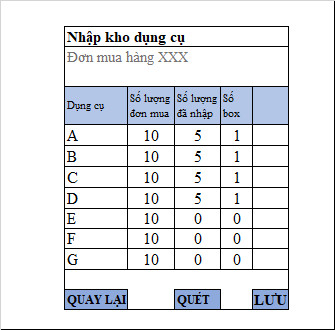 Nhập kho dụng cụ
Đơn mua hàng XXX
Dụng cụ Số lượng đơn mua Số lượng đã nhập Số box
A 10 5 1
B 10 5 1
C 10 5 1
D 10 5 1
E 10 0 0
F 10 0 0
G 10 0 0
QUAY LẠI QUÉT LƯU